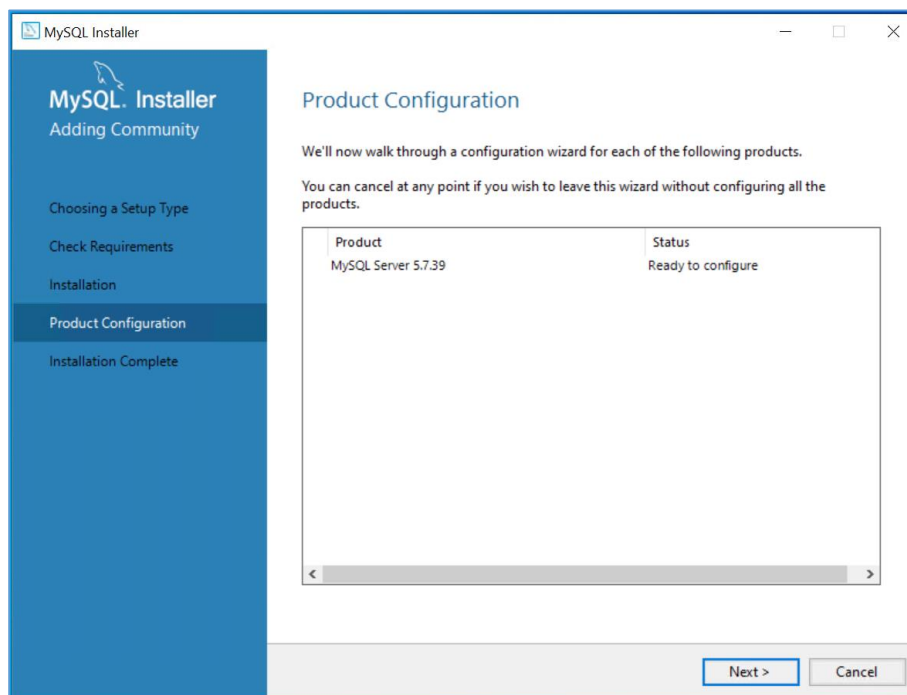 MySQL Installer
MySQL. Installer
Adding Community
Choosing a Setup Type
Check Requirements
Installation
Product Configuration
Installation Complete
Product Configuration
We'll now walk through a configuration wizard for each of the following products.
You can cancel at any point if you wish to leave this wizard without configuring all the
products.
Product Status
MySQL Server 5.7.39 Ready to configure
Next > Cancel